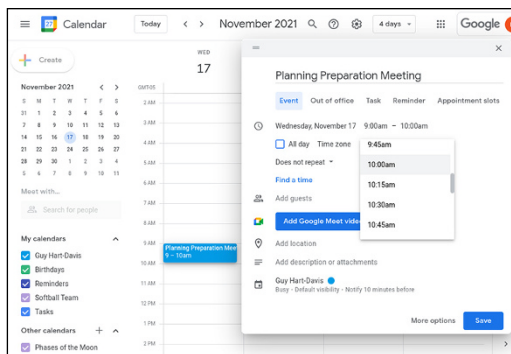 27 Calendar Today November 2021 4 days Google
Create
November 2021
S M T W T F S
31 1 2 3 4 5 6
7 8 9 10 11 12 13
14 15 16 17 18 19 20
21 22 23 24 25 26 27
28 29 30 1 2 3 4
5 6 7 8 9 10 11
Meet with...
Search for people
My calendars
Guy Hart-Davis
Birthdays
Reminders
Softball Team
Tasks
Other calendars
Phases of the Moon
WED
17
2 AM
3 AM
4 AM
5 AM
6 AM
7 AM
8 AM
9 AM
Planning Preparation Mee
9 – 10am
10 AM
11 AM
12 PM
1 PM
2 PM
Planning Preparation Meeting
Event Out of office Task Reminder Appointment slots
Wednesday, November 17 9:00am – 10:00am
All day Time zone
Does not repeat
Find a time
9:45am
10:00am
10:15am
10:30am
10:45am
Add guests
Add Google Meet vide
Add location
Add description or attachments
Guy Hart-Davis
Busy · Default visibility · Notify 10 minutes before
More options Save